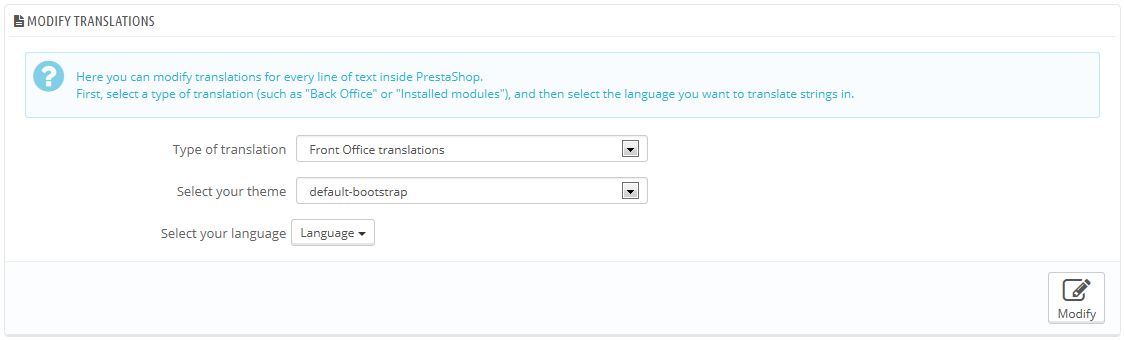 MODIFY TRANSLATIONS
Here you can modify translations for every line of text inside PrestaShop.
First, select a type of translation (such as "Back Office" or "Installed modules"), and then select the language you want to translate strings in.
Type of translation Front Office translations
Select your theme default-bootstrap
Select your language Language
Modify